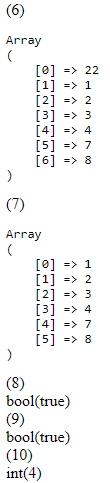 (6)
Array
(
[0] => 22
[1] => 1
[2] => 2
[3] => 3
[4] => 4
[5] => 7
[6] => 8
)
(7)
Array
(
[0] => 1
[1] => 2
[2] => 3
[3] => 4
[4] => 7
[5] => 8
)
(8)
bool(true)
(9)
bool(true)
(10)
int(4)